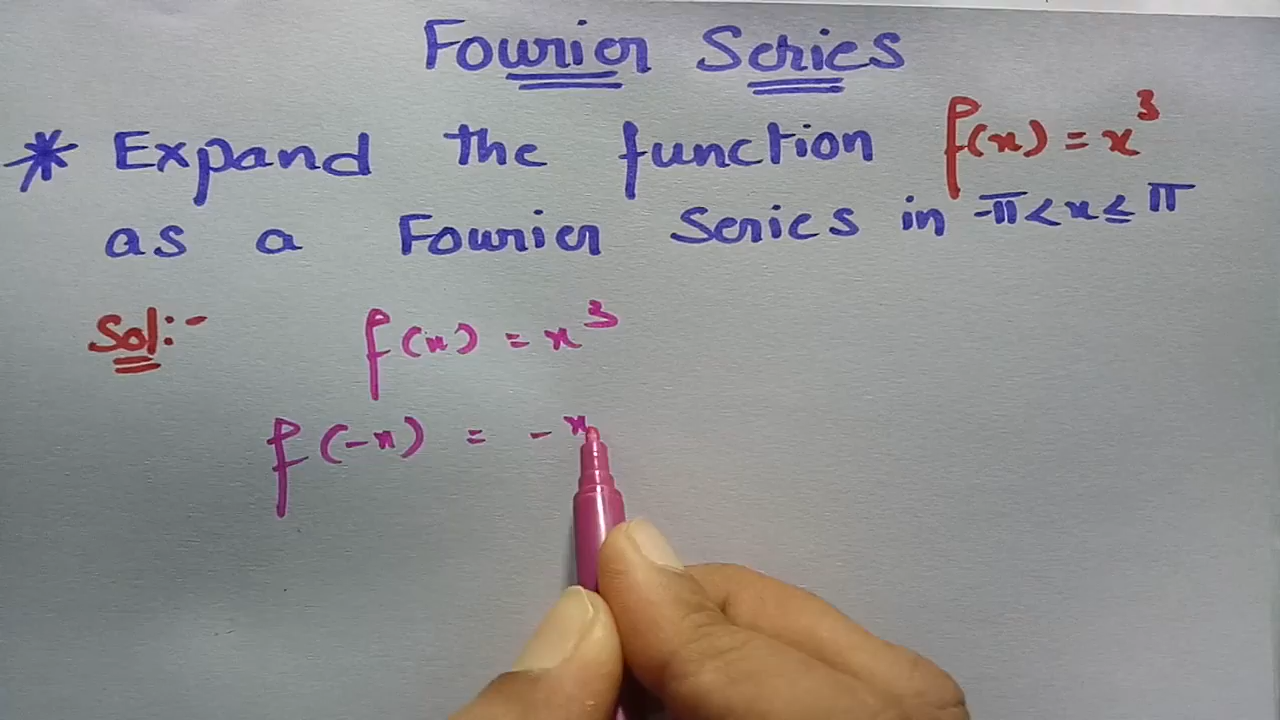 Fourier Series
* Expand the function f(x) = x³
as a Fourier Series in -π < x ≤ π
Sol:-
f(x) = x³
f(-x) = -x